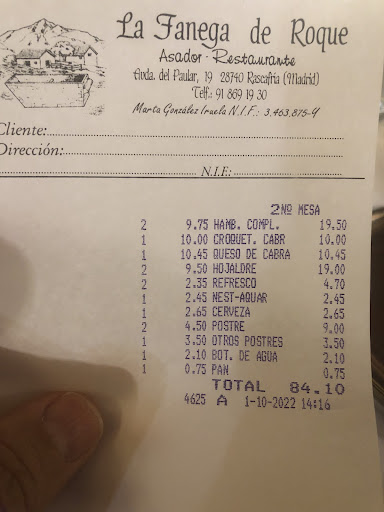 La Fanega de Roque
Asador - Restaurante
Avda. del Paular, 19 28740 Rascafría (Madrid)
Telf.: 91 869 19 30
Marta González Iruela N.I.F.: 3.463.875-Y
Cliente:
Dirección:
N.I.F.:
2Nº MESA
2 9.75 HAMB. COMPL. 19.50
1 10.00 CROQUET. CABR 10.00
1 10.45 QUESO DE CABRA 10.45
2 9.50 HOJALDRE 19.00
2 2.35 REFRESCO 4.70
1 2.45 NEST-AQUAR 2.45
1 2.65 CERVEZA 2.65
2 4.50 POSTRE 9.00
1 3.50 OTROS POSTRES 3.50
1 2.10 BOT. DE AGUA 2.10
1 0.75 PAN 0.75
TOTAL 84.10
4625 A 1-10-2022 14:16